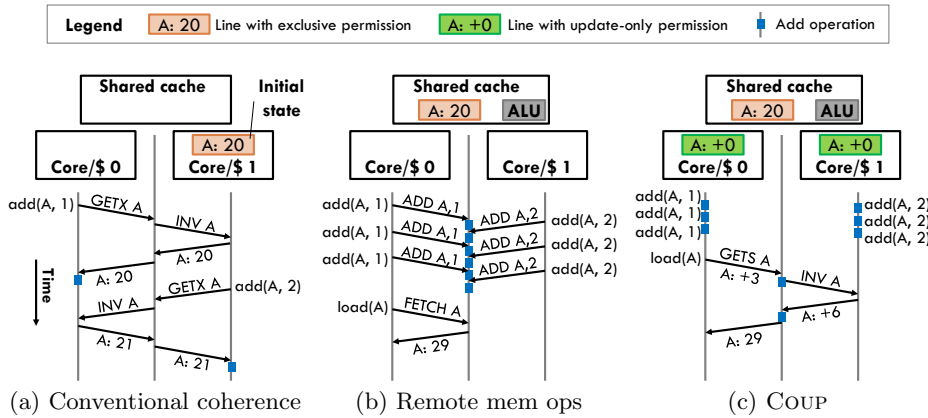 Legend
A: 20 Line with exclusive permission
A: +0 Line with update-only permission
Add operation
Shared cache
Initial state
A: 20
Core/$ 0
Core/$ 1
add(A, 1)
GETX A
INV A
A: 20
A: 20
GETX A
add(A, 2)
INV A
A: 21
A: 21
Time
(a) Conventional coherence
Shared cache
A: 20
ALU
Core/$ 0
Core/$ 1
add(A, 1)
ADD A,1
ADD A,2
add(A, 2)
add(A, 1)
ADD A,1
ADD A,2
add(A, 2)
add(A, 1)
ADD A,1
ADD A,2
add(A, 2)
load(A)
FETCH A
A: 29
(b) Remote mem ops
Shared cache
A: 20
ALU
A: +0
A: +0
Core/$ 0
Core/$ 1
add(A, 1)
add(A, 2)
add(A, 1)
add(A, 2)
add(A, 1)
add(A, 2)
load(A)
GETS A
A: +3
INV A
A: +6
A: 29
(c) COUP